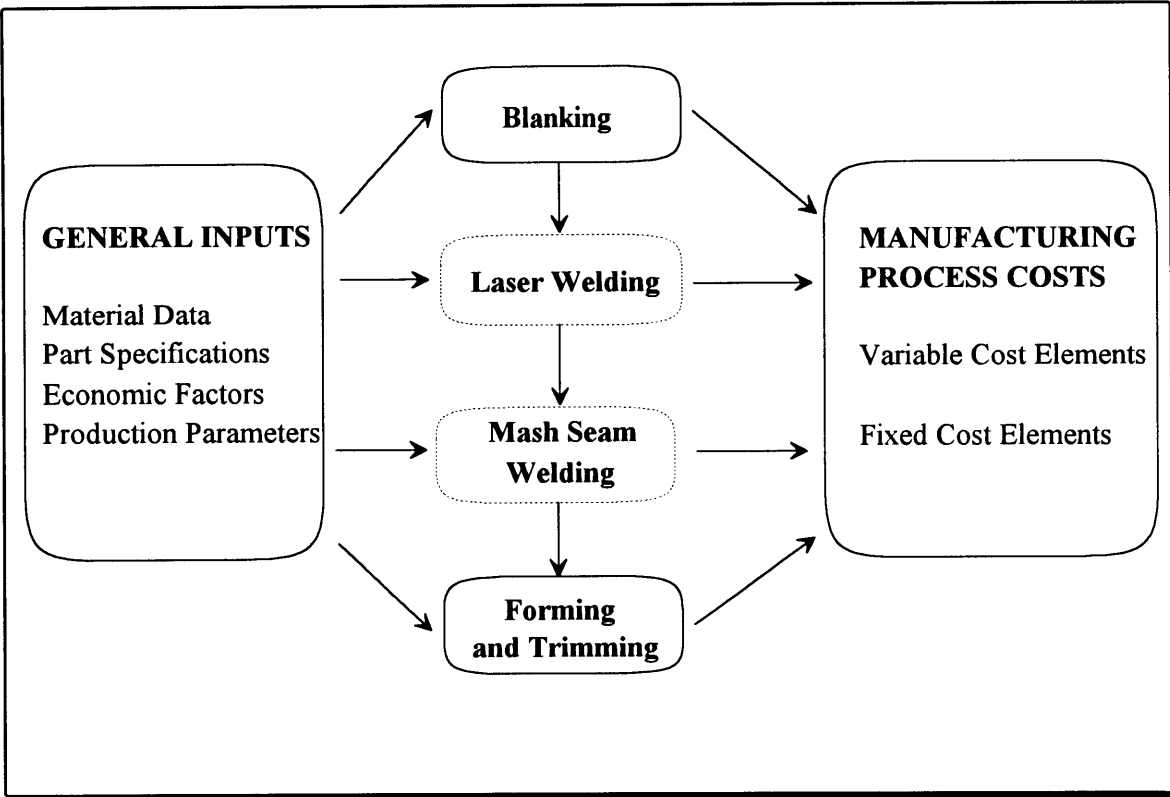 Blanking
GENERAL INPUTS
Material Data
Part Specifications
Economic Factors
Production Parameters
Laser Welding
Mash Seam
Welding
Forming
and Trimming
MANUFACTURING
PROCESS COSTS
Variable Cost Elements
Fixed Cost Elements